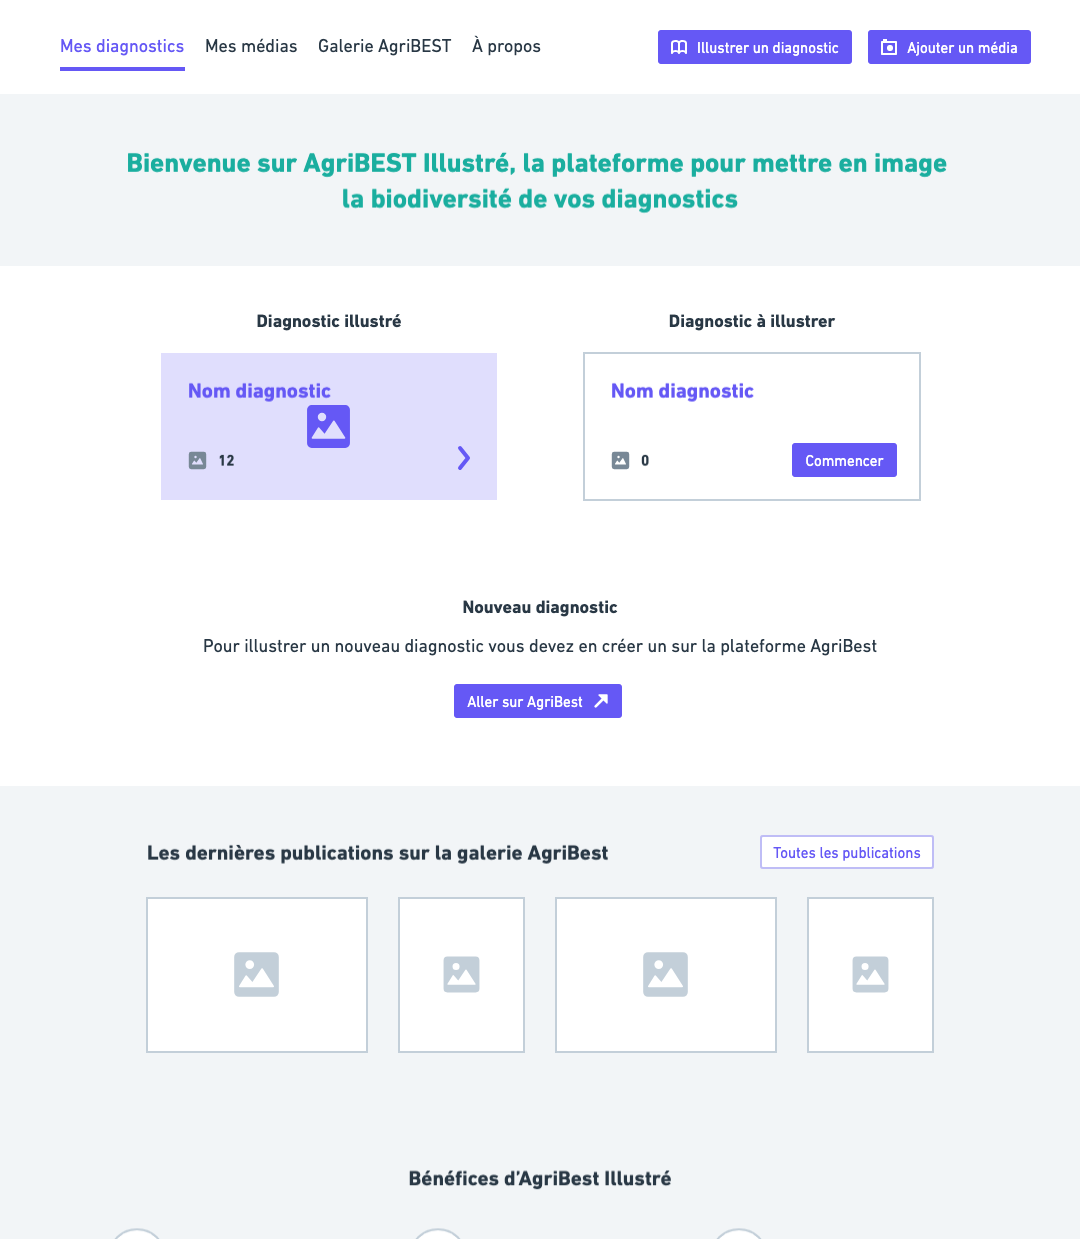 Mes diagnostics Mes médias Galerie AgriBEST À propos Illustrer un diagnostic Ajouter un média
Bienvenue sur AgriBEST Illustré, la plateforme pour mettre en image
la biodiversité de vos diagnostics
Diagnostic illustré
Nom diagnostic
12
Diagnostic à illustrer
Nom diagnostic
0
Commencer
Nouveau diagnostic
Pour illustrer un nouveau diagnostic vous devez en créer un sur la plateforme AgriBest
Aller sur AgriBest
Les dernières publications sur la galerie AgriBest
Toutes les publications
Bénéfices d’AgriBest Illustré